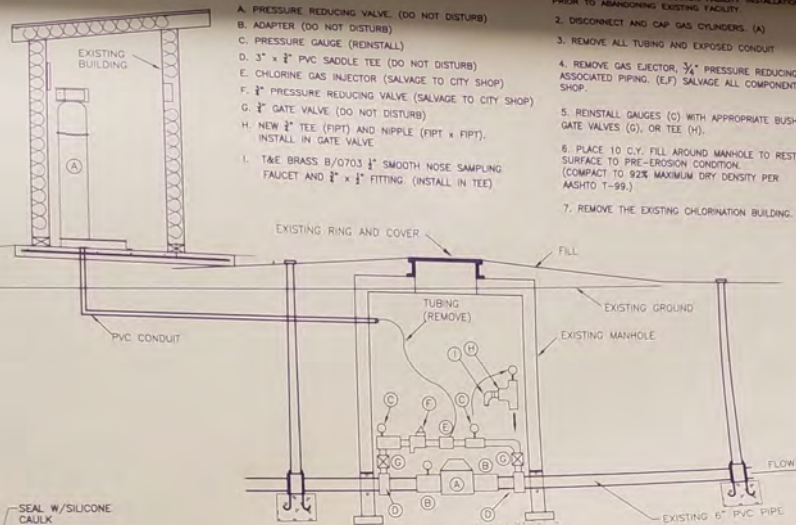 A. PRESSURE REDUCING VALVE. (DO NOT DISTURB)
B. ADAPTER (DO NOT DISTURB)
C. PRESSURE GAUGE (REINSTALL)
D. 3" x ¾" PVC SADDLE TEE (DO NOT DISTURB)
E. CHLORINE GAS INJECTOR (SALVAGE TO CITY SHOP)
F. ¾" PRESSURE REDUCING VALVE (SALVAGE TO CITY SHOP)
G. ¾" GATE VALVE (DO NOT DISTURB)
H. NEW ¾" TEE (FIPT) AND NIPPLE (FIPT x FIPT).
INSTALL IN GATE VALVE
I. T&E BRASS B/0703 SMOOTH NOSE SAMPLING
FAUCET AND FITTING. (INSTALL IN TEE)
PRIOR TO ABANDONING EXISTING FACILITY.
2. DISCONNECT AND CAP GAS CYLINDERS. (A)
3. REMOVE ALL TUBING AND EXPOSED CONDUIT
4. REMOVE GAS EJECTOR, ¾" PRESSURE REDUCING
ASSOCIATED PIPING. (E,F) SALVAGE ALL COMPONENT
SHOP.
5. REINSTALL GAUGES (C) WITH APPROPRIATE BUSH
GATE VALVES (G), OR TEE (H).
6. PLACE 10 C.Y. FILL AROUND MANHOLE TO REST
SURFACE TO PRE-EROSION CONDITION.
(COMPACT TO 92% MAXIMUM DRY DENSITY PER
AASHTO T-99.)
7. REMOVE THE EXISTING CHLORINATION BUILDING.
EXISTING
BUILDING
A
EXISTING RING AND COVER
FILL
TUBING
(REMOVE)
EXISTING GROUND
PVC CONDUIT
EXISTING MANHOLE
H
I
C
F
E
C
G
G
B
A
B
D
D
FLOW
EXISTING 6" PVC PIPE
SEAL W/SILICONE
CAULK